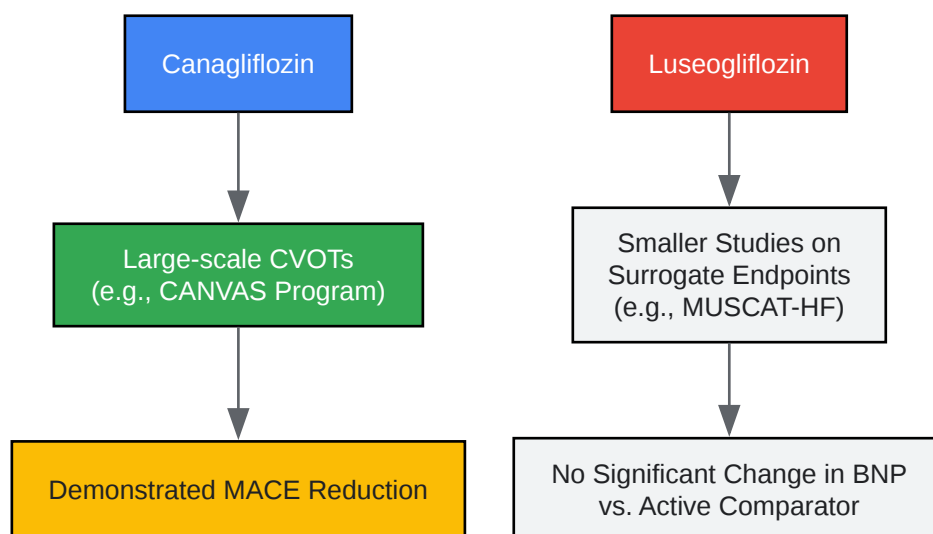 Canagliflozin
Luseogliflozin
Large-scale CVOTs
(e.g., CANVAS Program)
Smaller Studies on
Surrogate Endpoints
(e.g., MUSCAT-HF)
Demonstrated MACE Reduction
No Significant Change in BNP
vs. Active Comparator